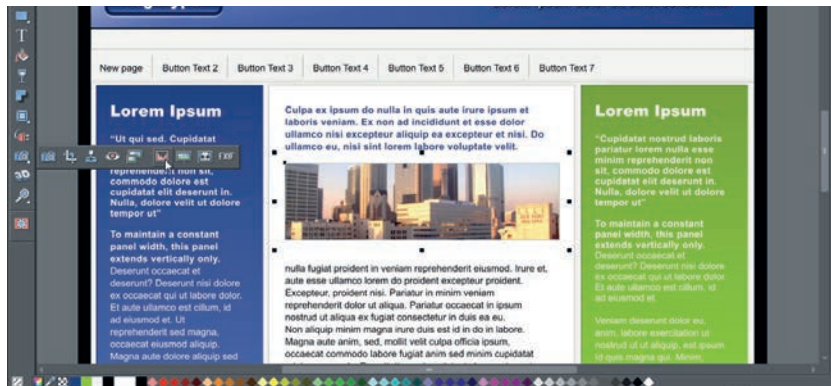 New page Button Text 2 Button Text 3 Button Text 4 Button Text 5 Button Text 6 Button Text 7
Lorem Ipsum
“Ut qui sed. Cupidatat
reprehenderit non sit,
commodo dolore est
cupidatat elit deserunt in.
Nulla, dolore velit ut dolore
tempor ut”
To maintain a constant
panel width, this panel
extends vertically only.
Deserunt occaecat et
deserunt? Deserunt nisi dolore
ex occaecat qui ut labore dolor.
Et aute ullamco est cillum, id
ad eiusmod et. Ut
reprehenderit sed magna,
occaecat eiusmod aliquip.
Magna aute dolore aliquip sed
Culpa ex ipsum do nulla in quis aute irure ipsum et
laboris veniam. Ex non ad incididunt et esse dolor
ullamco nisi excepteur aliquip ea excepteur et nisi. Do
ullamco eu, nisi sint lorem labore voluptate velit.
nulla fugiat proident in veniam reprehenderit eiusmod. Irure et,
aute esse ullamco lorem do proident excepteur proident.
Excepteur, proident nisi. Pariatur in minim veniam
reprehenderit dolor ut aliqua. Pariatur occaecat in ipsum
nostrud ut aliqua ex fugiat consectetur in duis ea eu.
Non aliquip minim magna irure duis est id in do in labore.
Magna aute anim, sed, mollit velit culpa officia ipsum,
occaecat commodo labore fugiat anim sed minim cupidatat
Lorem Ipsum
“Cupidatat nostrud laboris
pariatur lorem nulla esse
minim reprehenderit non
sit, commodo dolore est
cupidatat elit deserunt in.
Nulla, dolore velit ut dolore
tempor ut”
To maintain a constant
panel width, this panel
extends vertically only.
Deserunt occaecat et
deserunt? Deserunt nisi dolore
ex occaecat qui ut labore dolor.
Et aute ullamco est cillum, id
ad eiusmod et.
Veniam deserunt dolor eu,
anim, labore exercitation ut
nostrud ut ut aliquip, est ipsum
id quis magna qui. Minim,
T
3D
EXIF